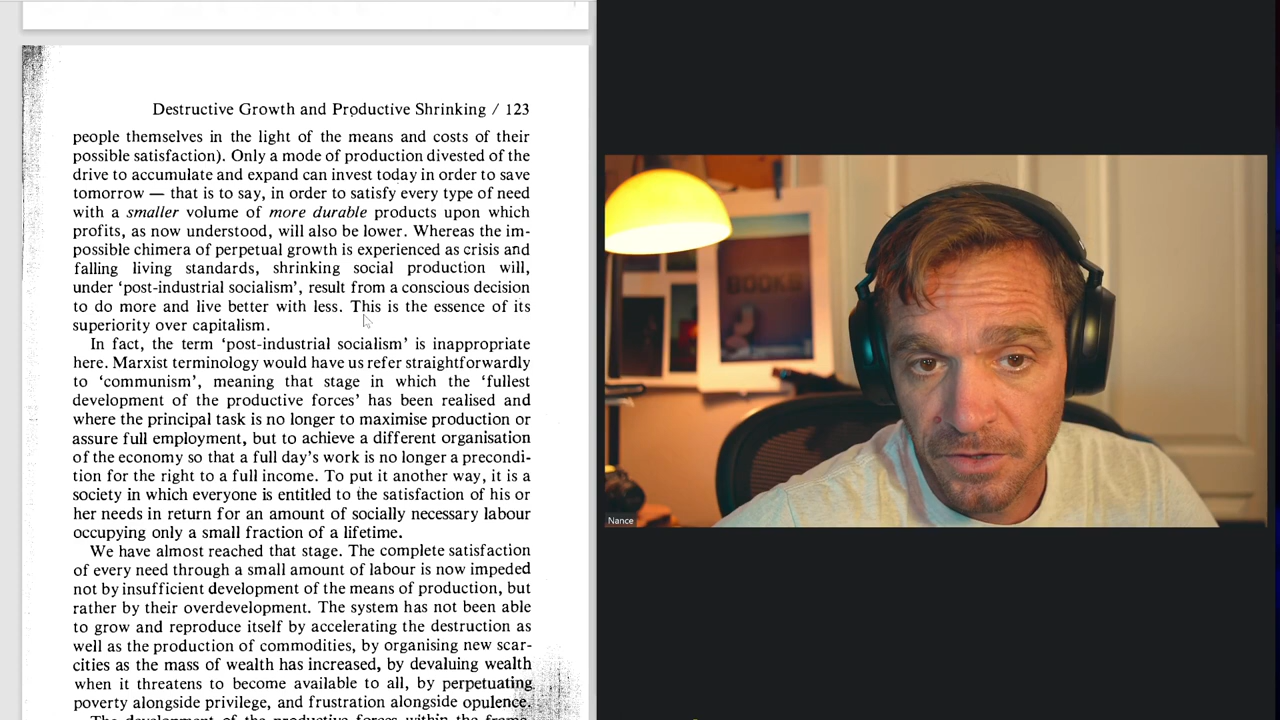 Destructive Growth and Productive Shrinking / 123
people themselves in the light of the means and costs of their
possible satisfaction). Only a mode of production divested of the
drive to accumulate and expand can invest today in order to save
tomorrow — that is to say, in order to satisfy every type of need
with a smaller volume of more durable products upon which
profits, as now understood, will also be lower. Whereas the im-
possible chimera of perpetual growth is experienced as crisis and
falling living standards, shrinking social production will,
under ‘post-industrial socialism’, result from a conscious decision
to do more and live better with less. This is the essence of its
superiority over capitalism.
In fact, the term ‘post-industrial socialism’ is inappropriate
here. Marxist terminology would have us refer straightforwardly
to ‘communism’, meaning that stage in which the ‘fullest
development of the productive forces’ has been realised and
where the principal task is no longer to maximise production or
assure full employment, but to achieve a different organisation
of the economy so that a full day’s work is no longer a precondi-
tion for the right to a full income. To put it another way, it is a
society in which everyone is entitled to the satisfaction of his or
her needs in return for an amount of socially necessary labour
occupying only a small fraction of a lifetime.
We have almost reached that stage. The complete satisfaction
of every need through a small amount of labour is now impeded
not by insufficient development of the means of production, but
rather by their overdevelopment. The system has not been able
to grow and reproduce itself by accelerating the destruction as
well as the production of commodities, by organising new scar-
cities as the mass of wealth has increased, by devaluing wealth
when it threatens to become available to all, by perpetuating
poverty alongside privilege, and frustration alongside opulence.
The development of the productive forces within the frame-
BOOKS
Nance